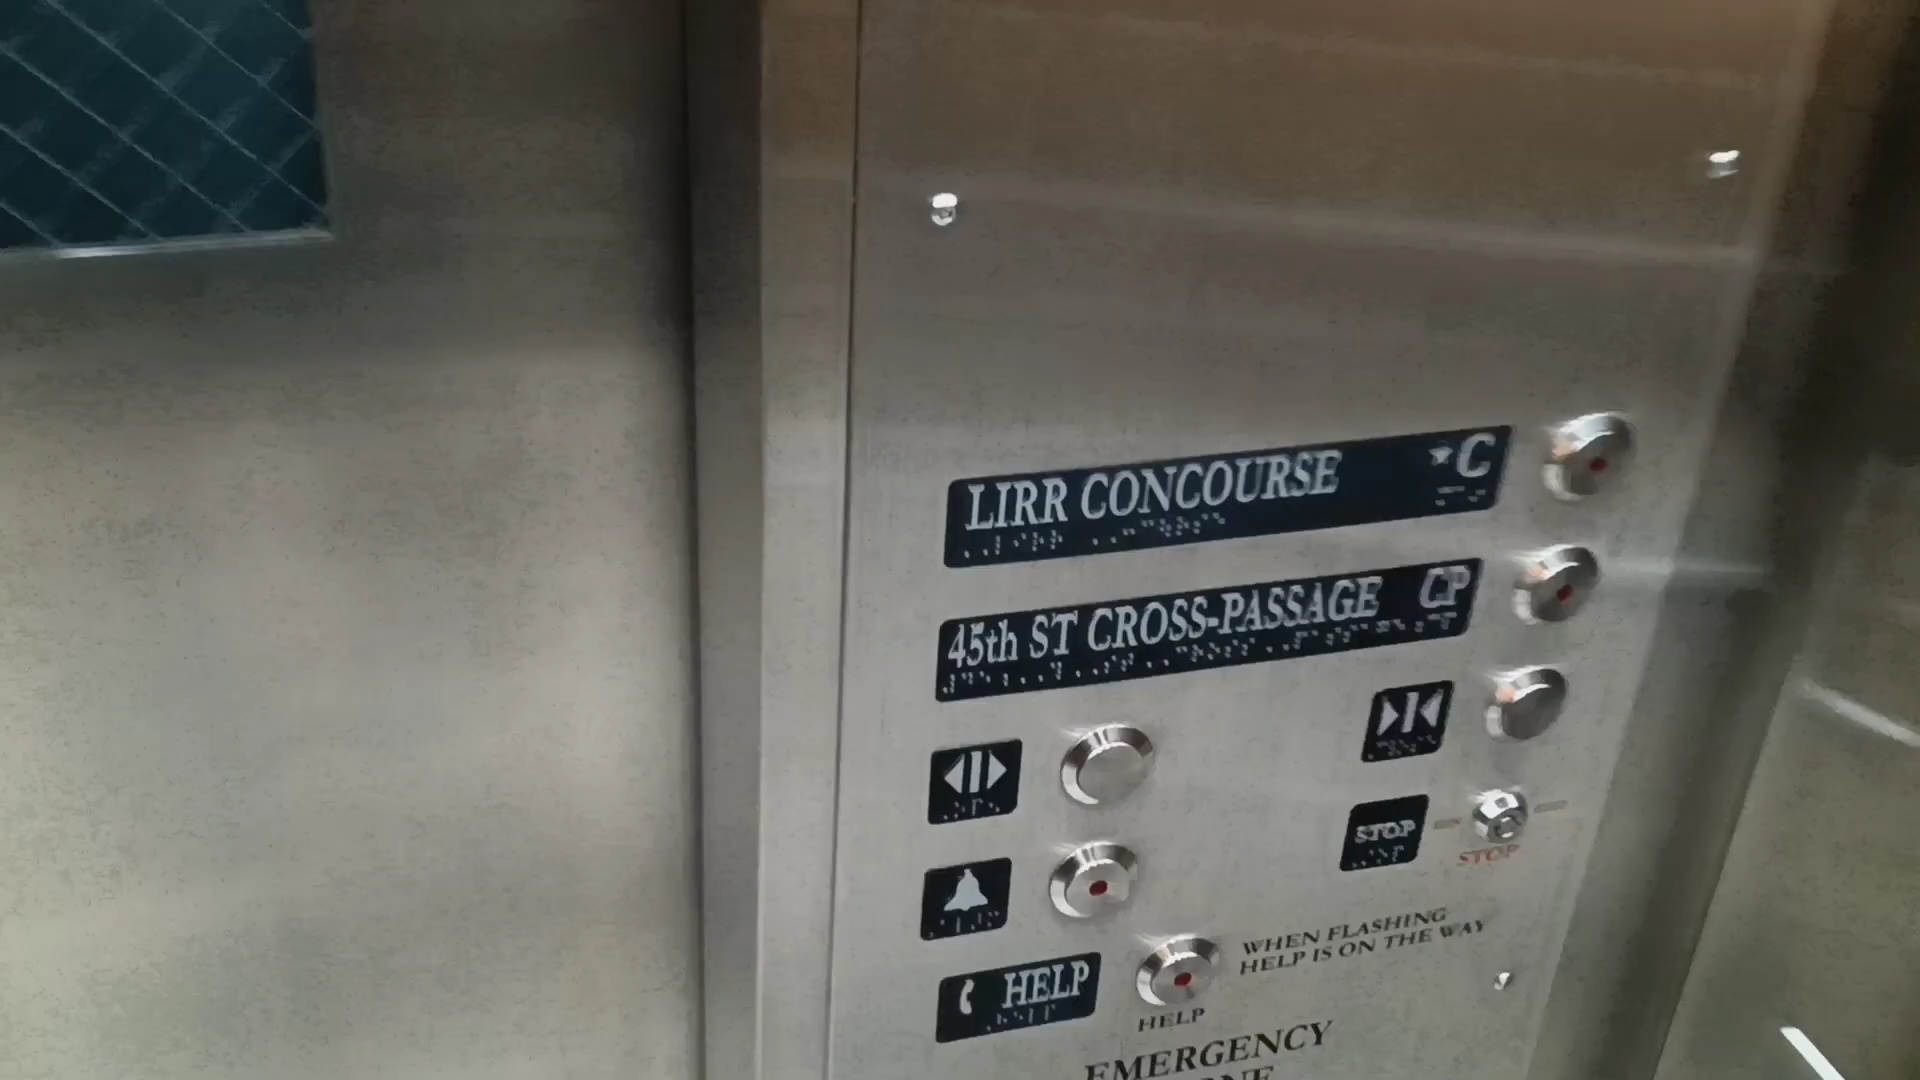 LIRR CONCOURSE ★C
45th ST CROSS-PASSAGE CP
STOP
STOP
WHEN FLASHING
HELP IS ON THE WAY
HELP
HELP
EMERGENCY